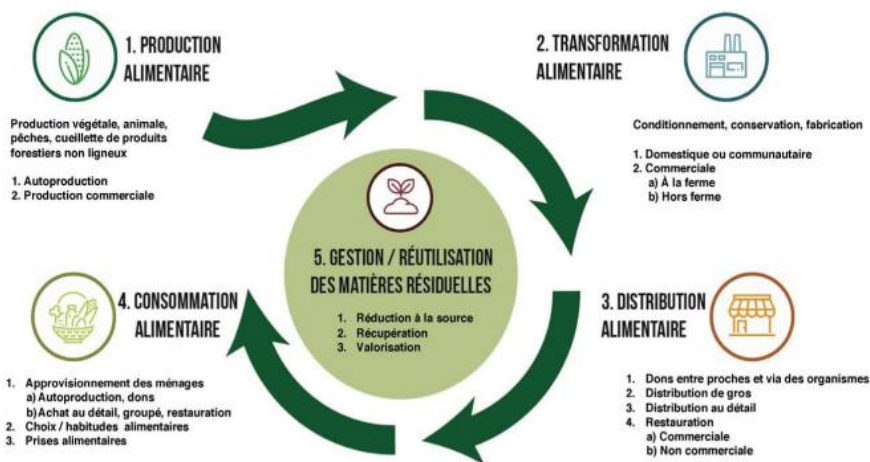 1. PRODUCTION
ALIMENTAIRE
Production végétale, animale,
pêches, cueillette de produits
forestiers non ligneux
1. Autoproduction
2. Production commerciale
2. TRANSFORMATION
ALIMENTAIRE
Conditionnement, conservation, fabrication
1. Domestique ou communautaire
2. Commerciale
a) À la ferme
b) Hors ferme
3. DISTRIBUTION
ALIMENTAIRE
1. Dons entre proches et via des organismes
2. Distribution de gros
3. Distribution au détail
4. Restauration
a) Commerciale
b) Non commerciale
4. CONSOMMATION
ALIMENTAIRE
1. Approvisionnement des ménages
a) Autoproduction, dons
b) Achat au détail, groupé, restauration
2. Choix / habitudes alimentaires
3. Prises alimentaires
5. GESTION / RÉUTILISATION
DES MATIÈRES RÉSIDUELLES
1. Réduction à la source
2. Récupération
3. Valorisation